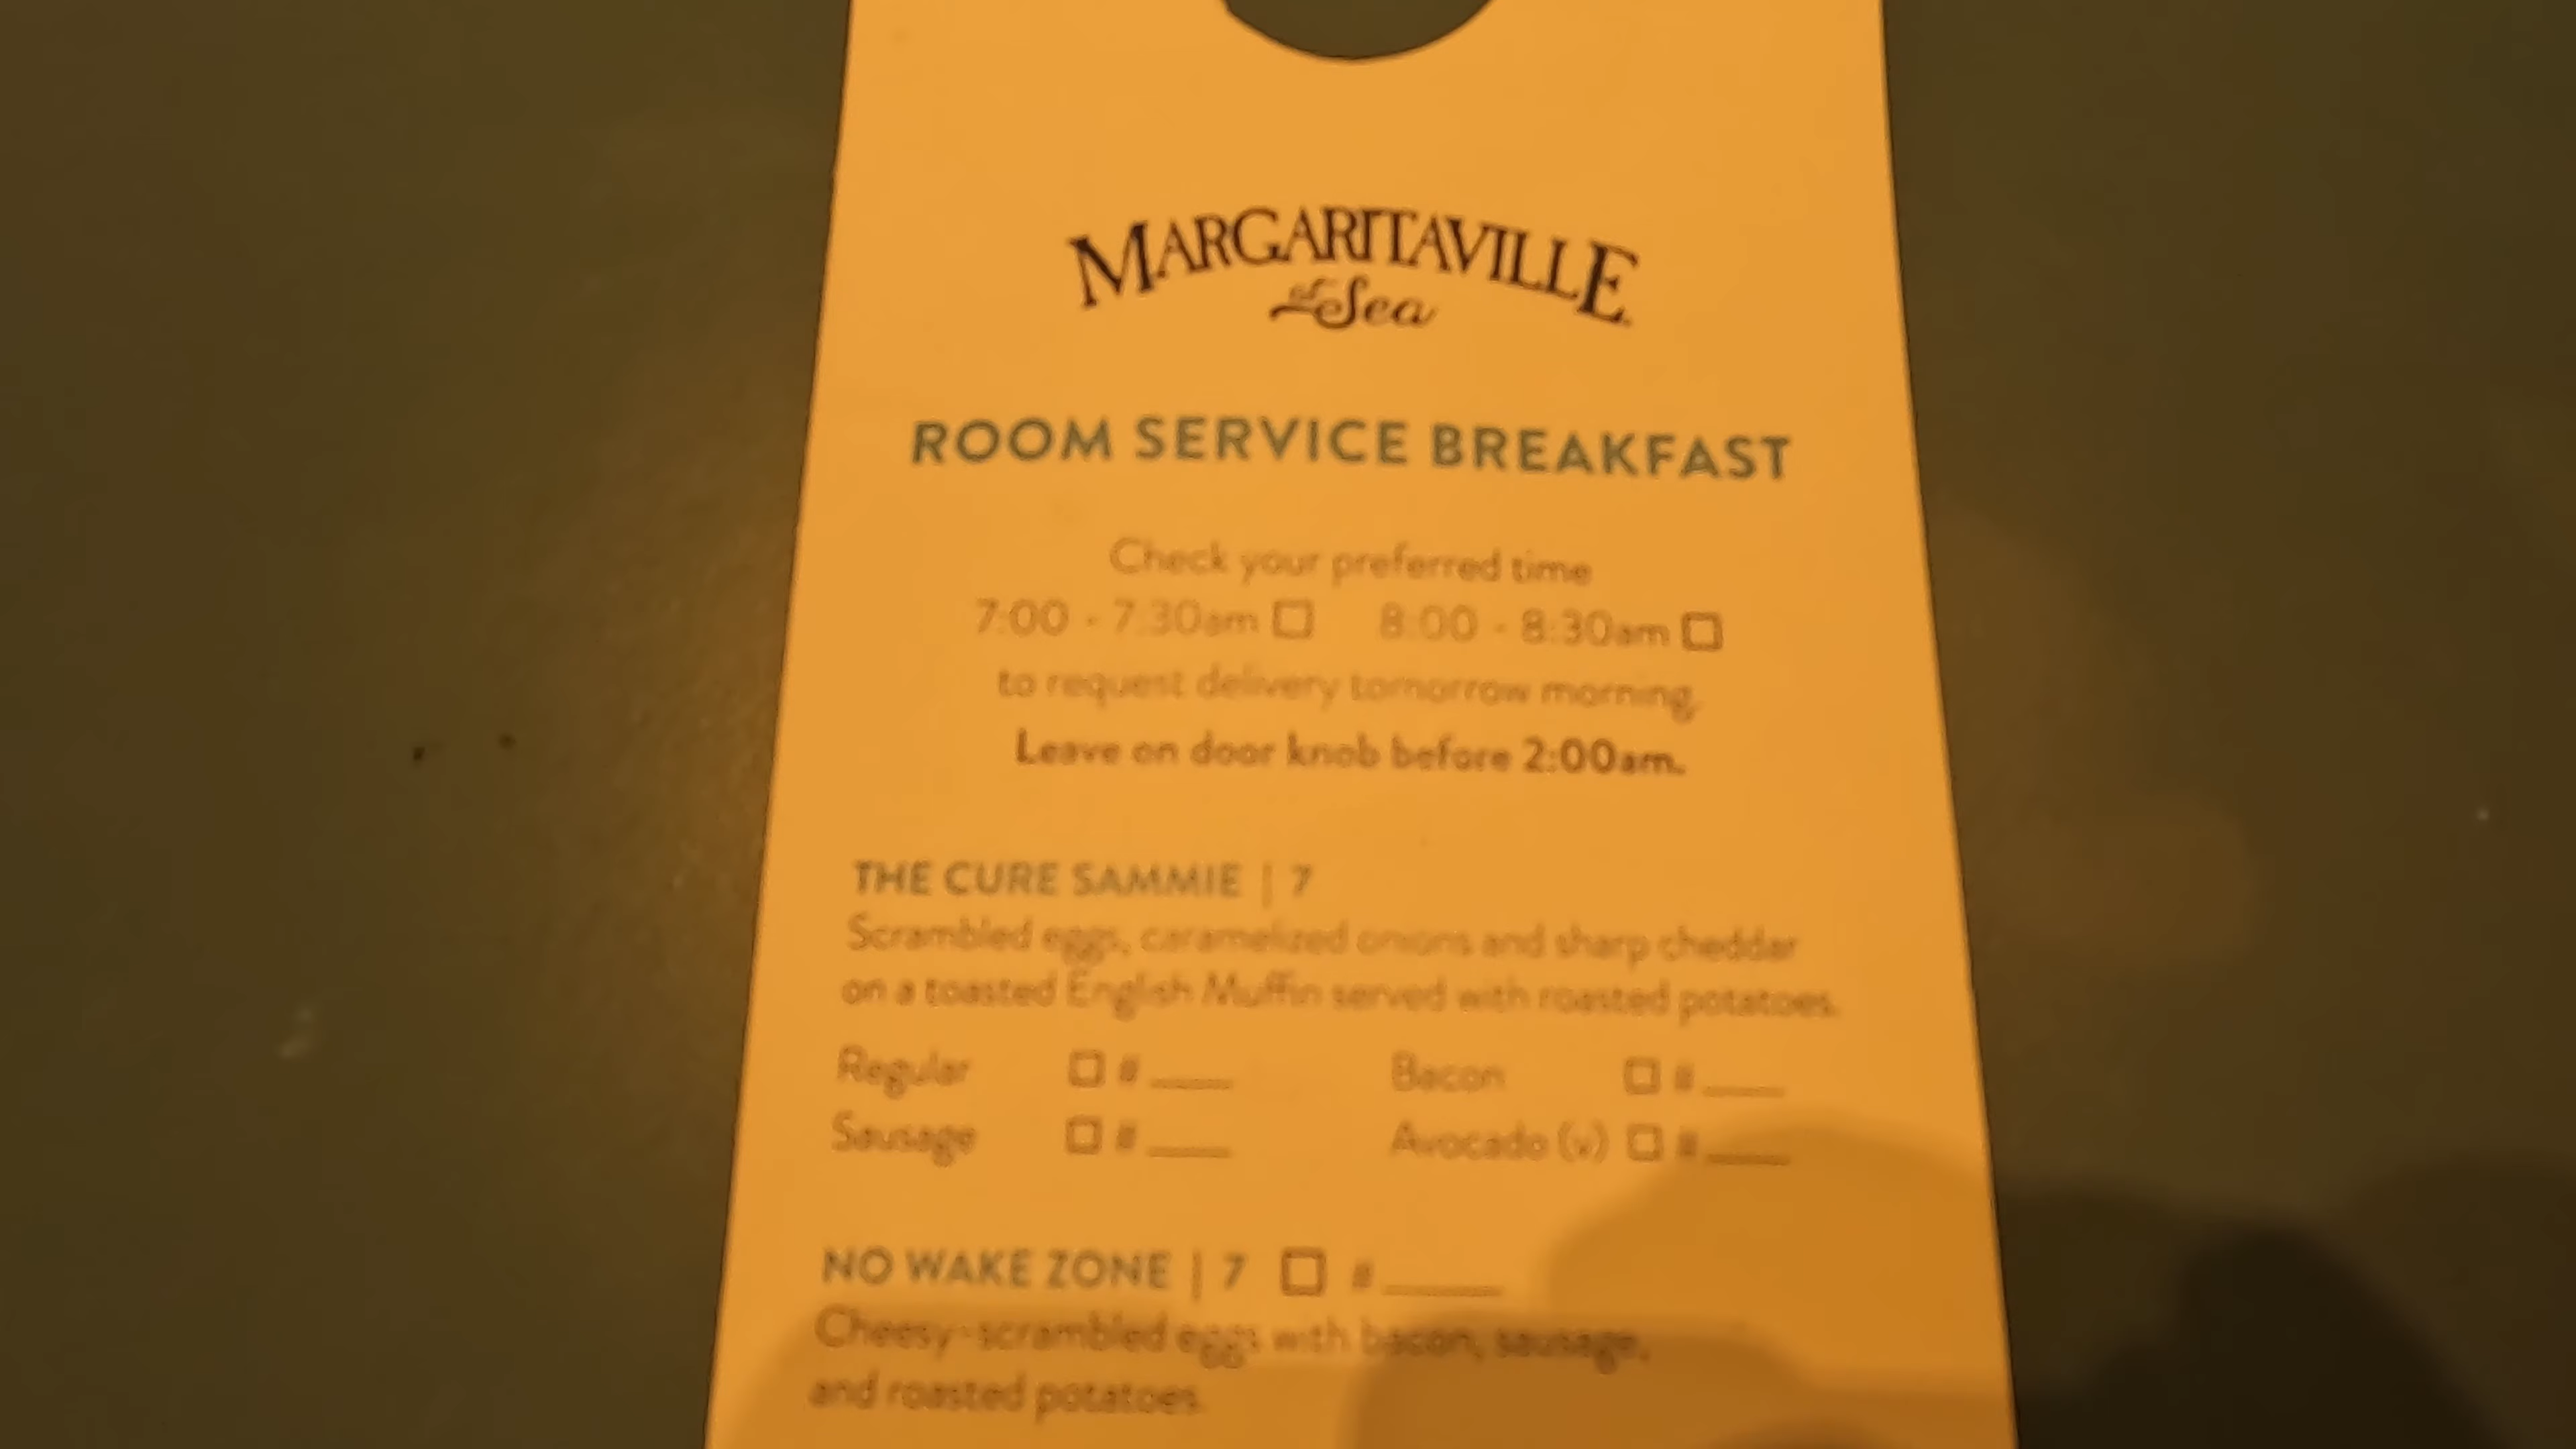 MARGARITAVILLE
at Sea
ROOM SERVICE BREAKFAST
Check your preferred time
7:00 - 7:30am 8:00 - 8:30am
to request delivery tomorrow morning.
Leave on door knob before 2:00am.
THE CURE SAMMIE | 7
Scrambled eggs, caramelized onions and sharp cheddar
on a toasted English Muffin served with roasted potatoes.
Regular # ____ Bacon # ____
Sausage # ____ Avocado (v) # ____
NO WAKE ZONE | 7 # ____
Cheesy-scrambled eggs with bacon, sausage,
and roasted potatoes.